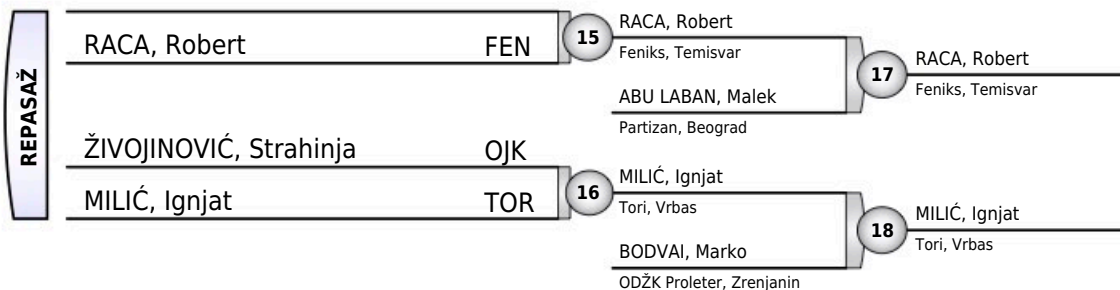 REPASAŽ
RACA, Robert FEN
ŽIVOJINOVIĆ, Strahinja OJK
MILIĆ, Ignjat TOR
15
RACA, Robert
Feniks, Temisvar
ABU LABAN, Malek
Partizan, Beograd
16
MILIĆ, Ignjat
Tori, Vrbas
BODVAI, Marko
ODŽK Proleter, Zrenjanin
17
RACA, Robert
Feniks, Temisvar
18
MILIĆ, Ignjat
Tori, Vrbas